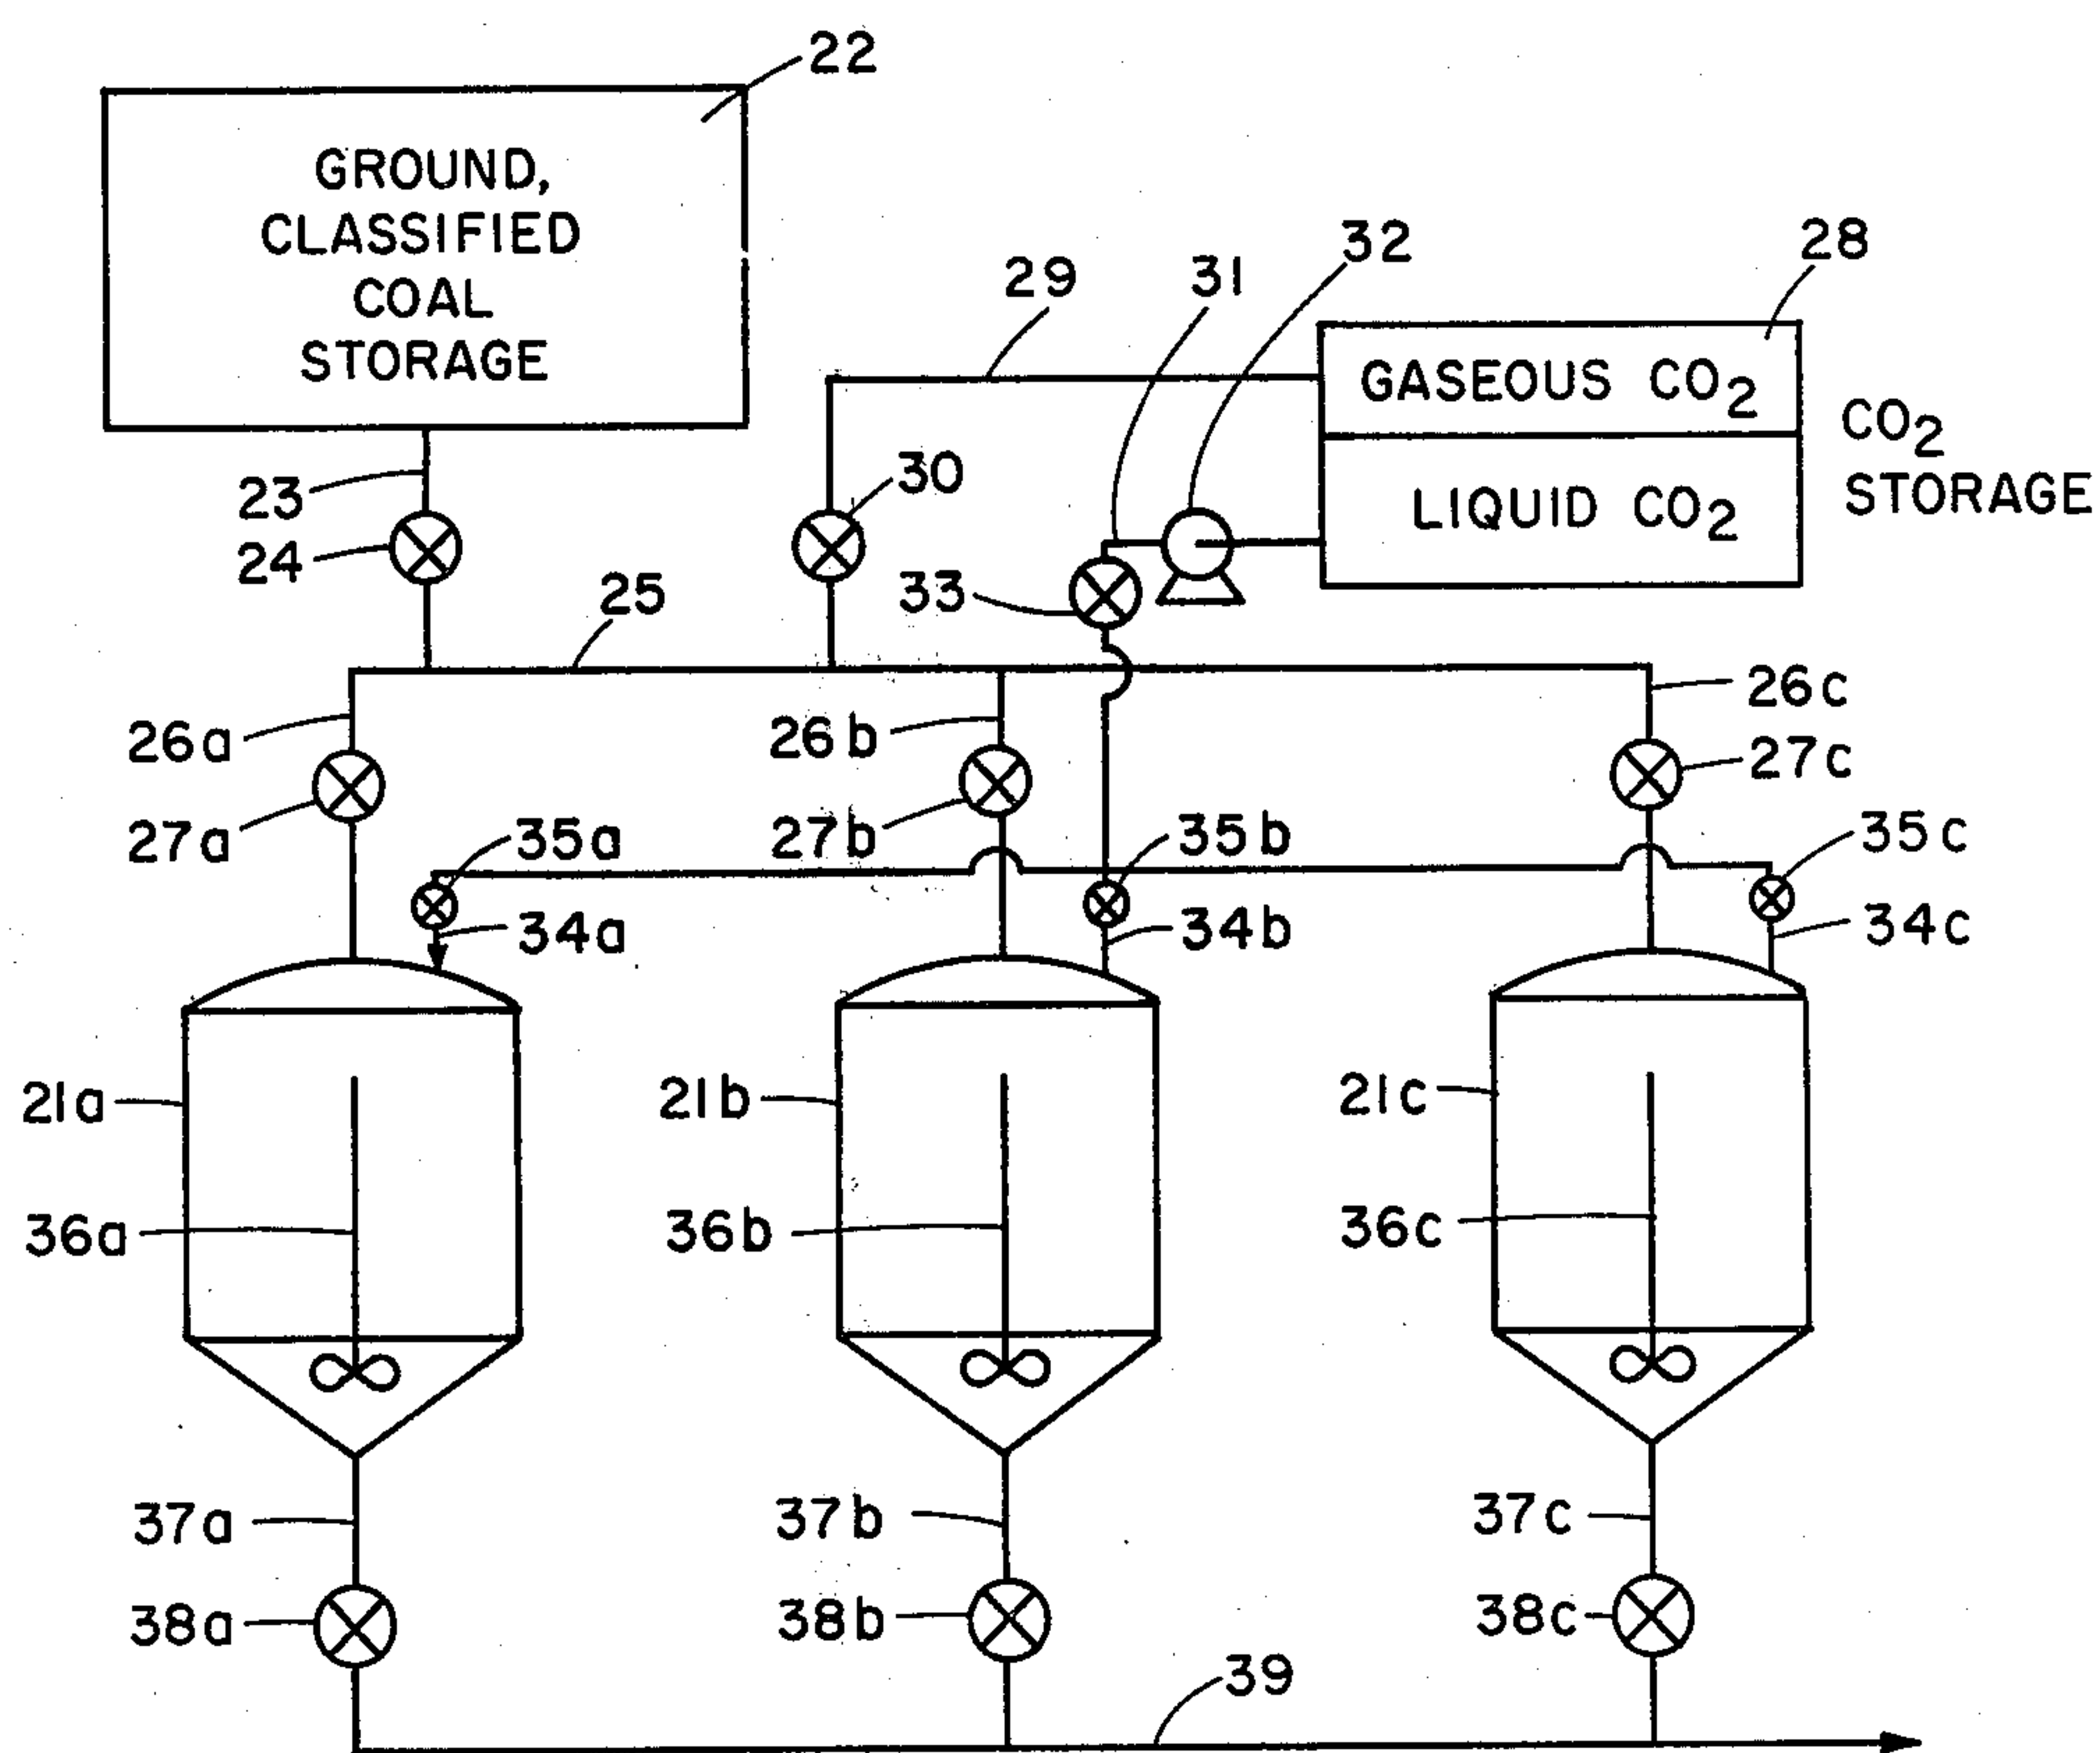 22
GROUND,
CLASSIFIED
COAL
STORAGE
32
28
29
31
GASEOUS CO2
CO2
STORAGE
LIQUID CO2
23
30
24
33
25
26a
26b
26c
27a
27b
27c
35a
35b
35c
34a
34b
34c
21a
21b
21c
36a
36b
36c
37a
37b
37c
38a
38b
38c
39